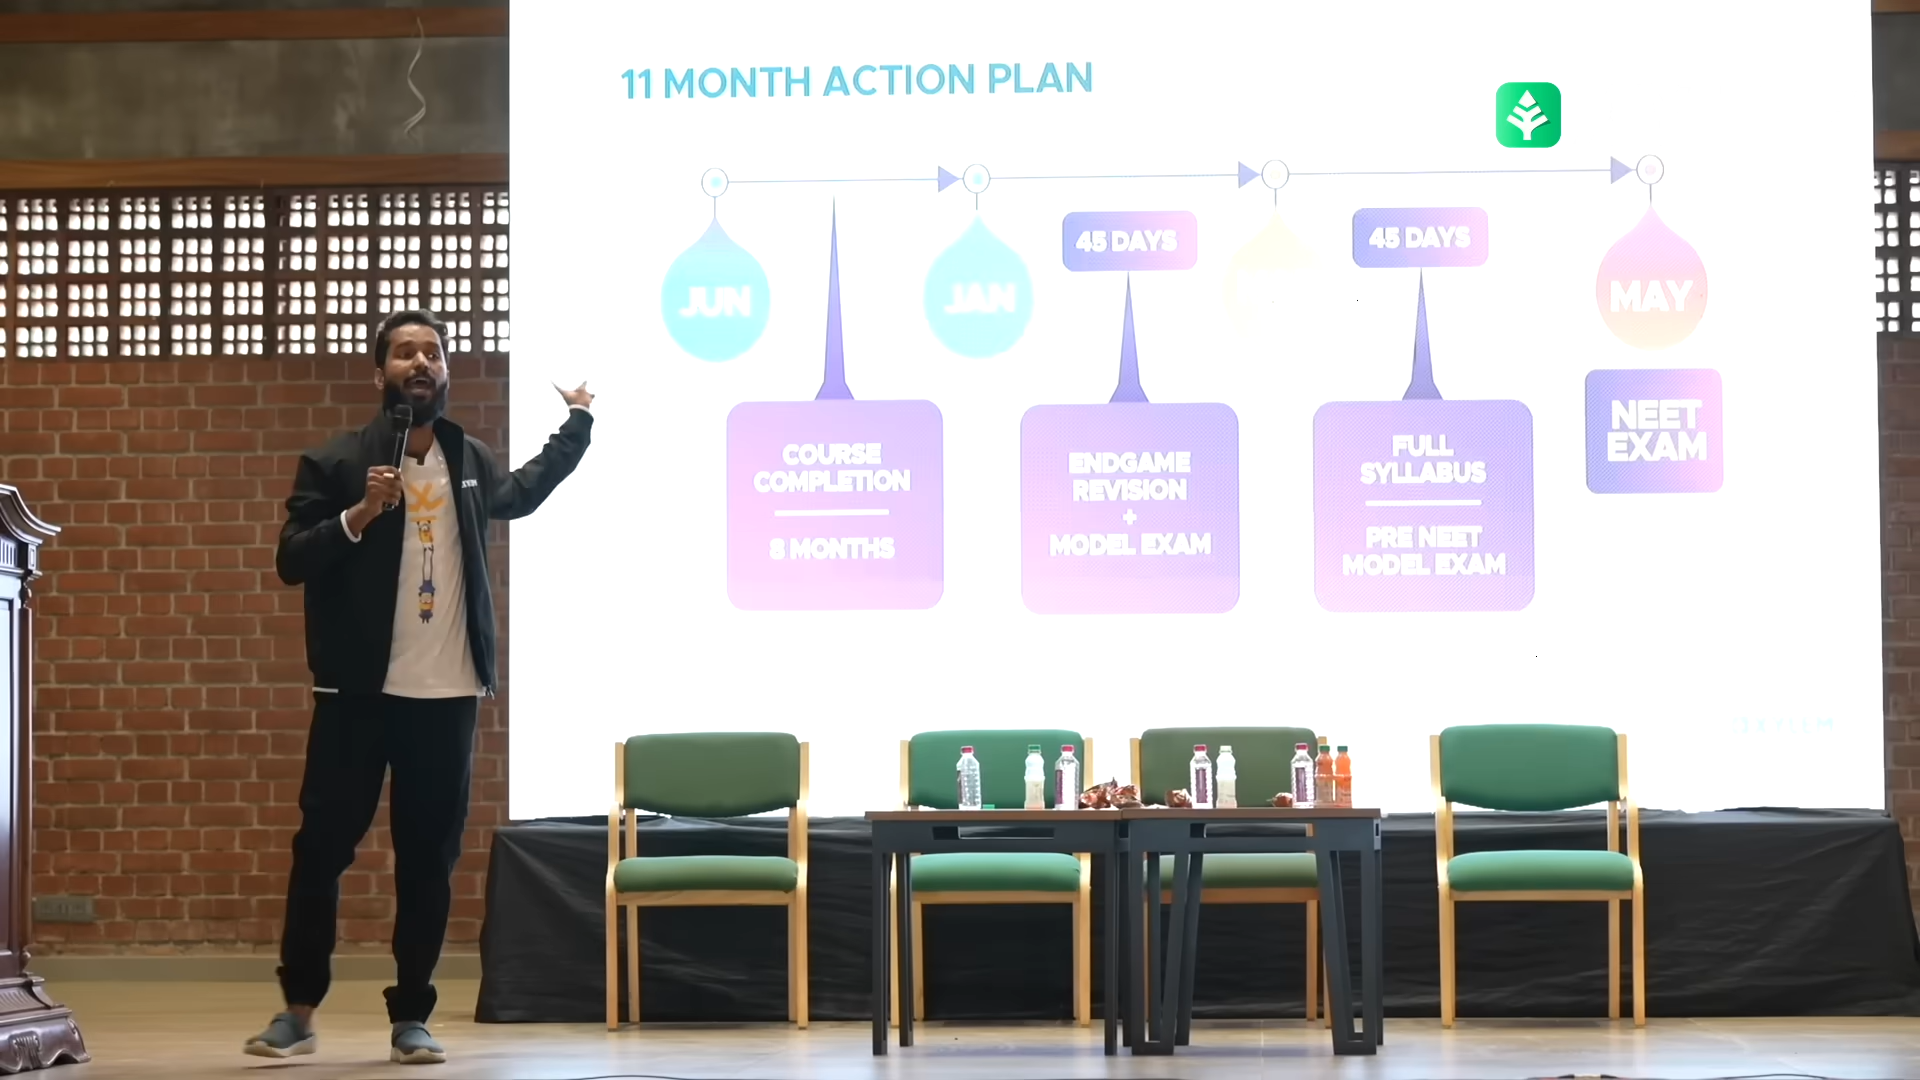 11 MONTH ACTION PLAN
JUN
JAN
45 DAYS
45 DAYS
MAY
COURSE
COMPLETION
8 MONTHS
ENDGAME
REVISION
+
MODEL EXAM
FULL
SYLLABUS
PRE NEET
MODEL EXAM
NEET
EXAM